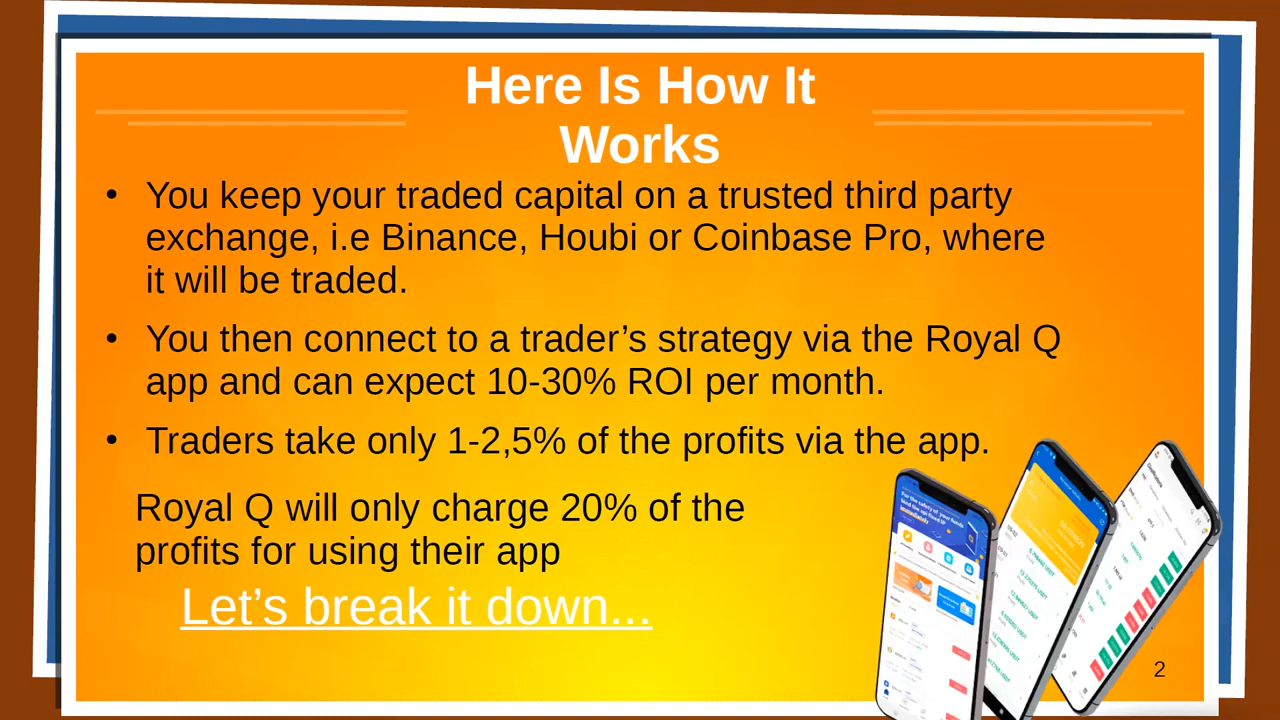 Here Is How It
Works
• You keep your traded capital on a trusted third party
exchange, i.e Binance, Houbi or Coinbase Pro, where
it will be traded.
• You then connect to a trader’s strategy via the Royal Q
app and can expect 10-30% ROI per month.
• Traders take only 1-2,5% of the profits via the app.
Royal Q will only charge 20% of the
profits for using their app
Let’s break it down...
2